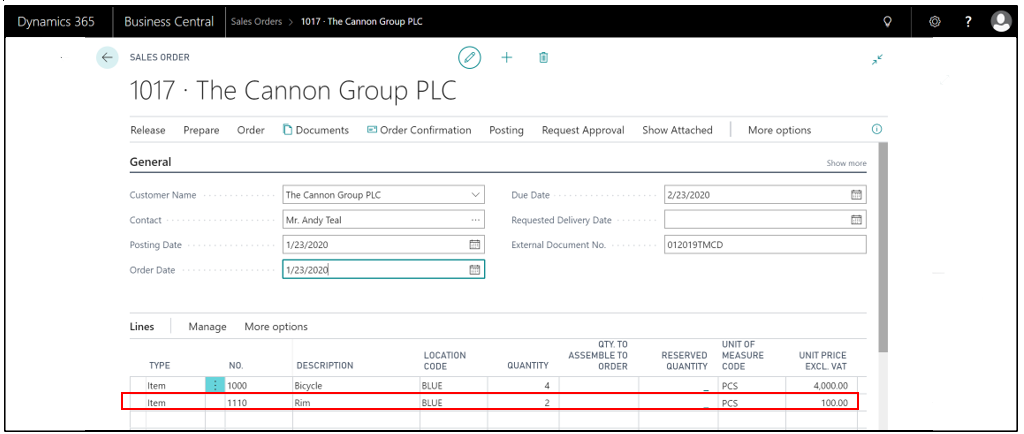 Dynamics 365 Business Central Sales Orders > 1017 · The Cannon Group PLC ?
SALES ORDER
1017 · The Cannon Group PLC
Release Prepare Order Documents Order Confirmation Posting Request Approval Show Attached More options
General Show more
Customer Name The Cannon Group PLC Due Date 2/23/2020
Contact Mr. Andy Teal Requested Delivery Date
Posting Date 1/23/2020 External Document No. 012019TMCD
Order Date 1/23/2020
Lines Manage More options
TYPE NO. DESCRIPTION LOCATION CODE QUANTITY QTY. TO ASSEMBLE TO ORDER RESERVED QUANTITY UNIT OF MEASURE CODE UNIT PRICE EXCL. VAT
Item 1000 Bicycle BLUE 4 _ PCS 4,000.00
Item 1110 Rim BLUE 2 _ PCS 100.00